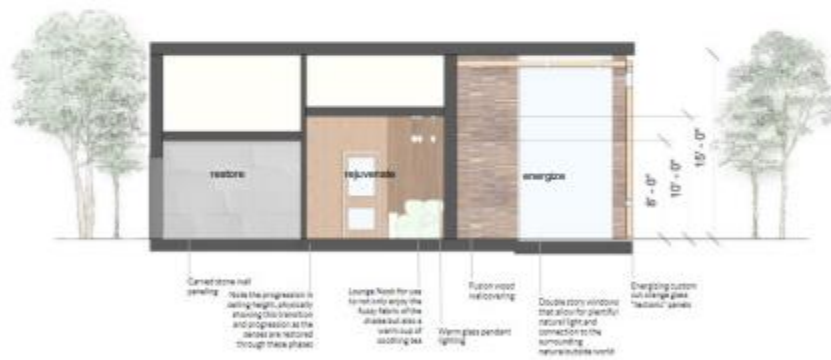 restore
rejuvenate
energize
8' - 0"
10' - 0"
15' - 0"
Carved stone wall
paneling
Note the progression in
ceiling height, physically
showing this transition
and progression as the
senses are restored
through these phases
Lounge Nook for use
to not only enjoy the
fuzzy fabric of the
chaise but also a
warm cup of
soothing tea
Warm glass pendant
lighting
Fusion wood
wallcovering
Double story windows
that allow for plentiful
natural light and
connection to the
surrounding
nature/outside world
Energizing custom
cut orange glass
"tectonic" panels